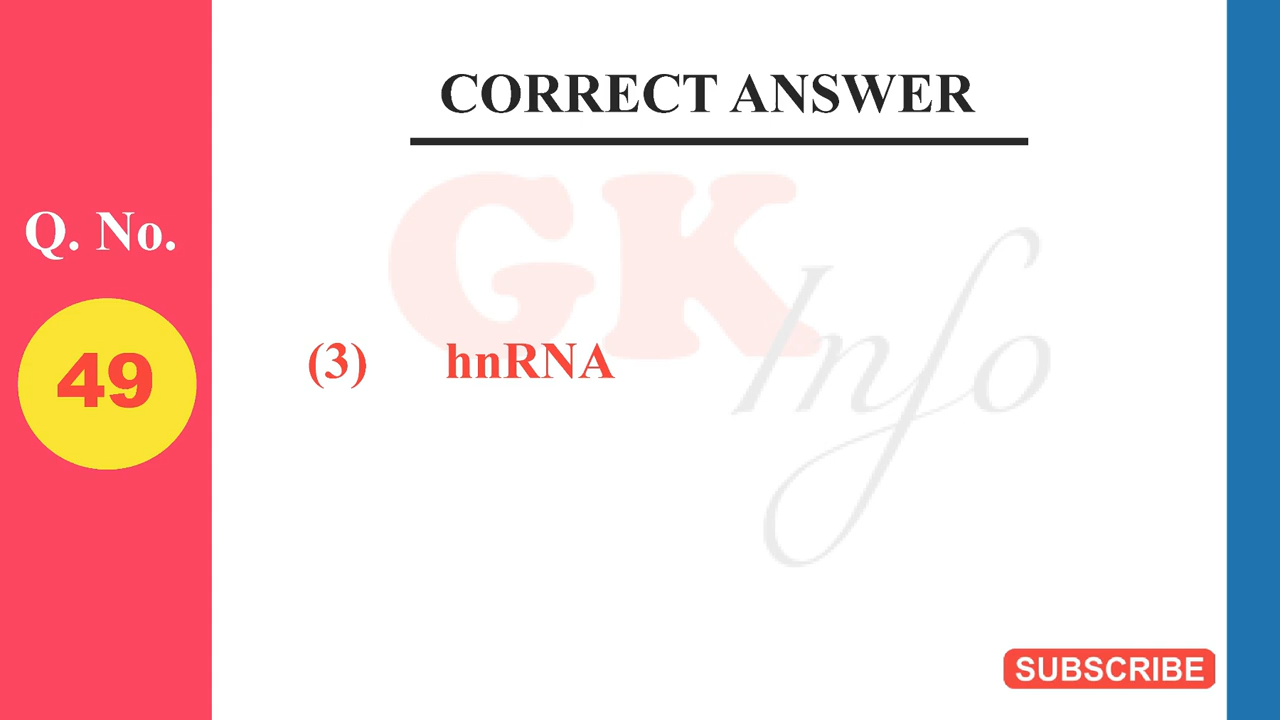 CORRECT ANSWER
GK
Info
Q. No.
49
(3) hnRNA
SUBSCRIBE